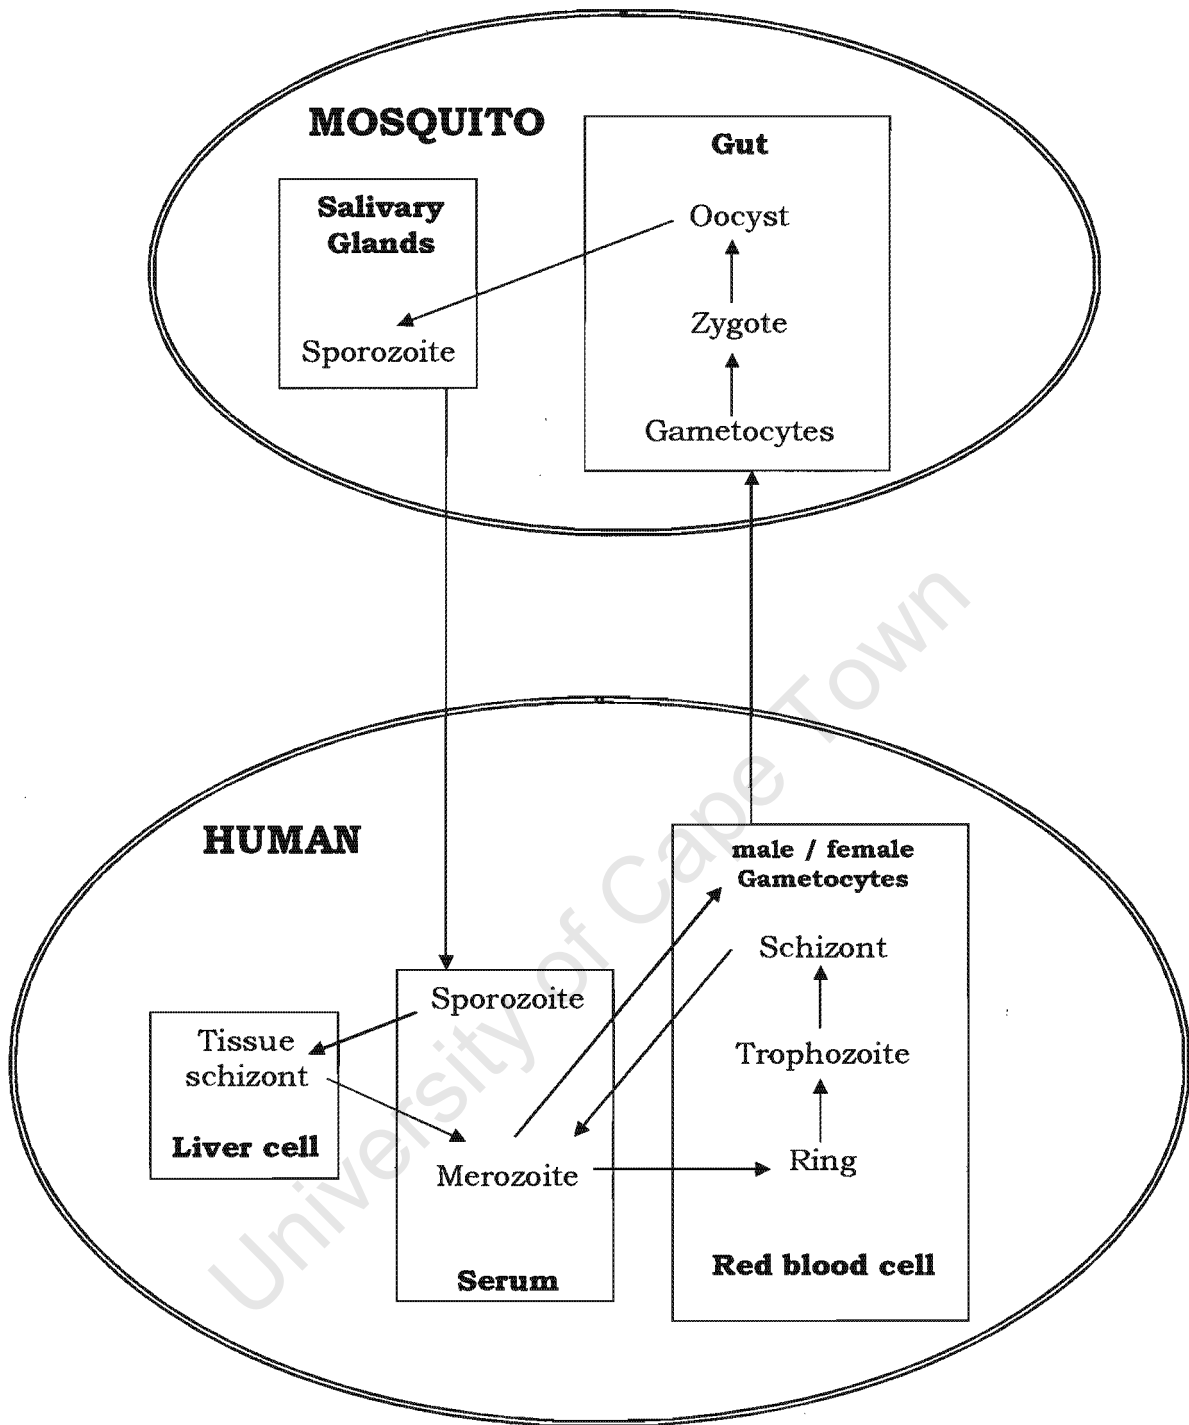 MOSQUITO
Salivary
Glands
Sporozoite
Gut
Oocyst
Zygote
Gametocytes
HUMAN
Tissue
schizont
Liver cell
Sporozoite
Merozoite
Serum
male / female
Gametocytes
Schizont
Trophozoite
Ring
Red blood cell
University of Cape Town